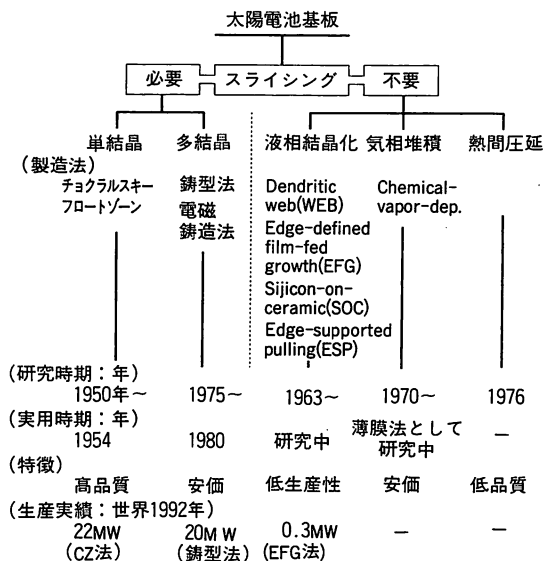 太陽電池基板
必要 スライシング 不要
単結晶 多結晶 液相結晶化 気相堆積 熱間圧延
(製造法)
チョクラルスキー 鋳型法 Dendritic Chemical-
フロートゾーン 電磁 web(WEB) vapor-dep.
鋳造法 Edge-defined
film-fed
growth(EFG)
Sijicon-on-
ceramic(SOC)
Edge-supported
pulling(ESP)
(研究時期：年)
1950年～ 1975～ 1963～ 1970～ 1976
(実用時期：年)
1954 1980 研究中 薄膜法として研究中 －
(特徴)
高品質 安価 低生産性 安価 低品質
(生産実績：世界1992年)
22MW 20MW 0.3MW － －
(CZ法) (鋳型法) (EFG法)